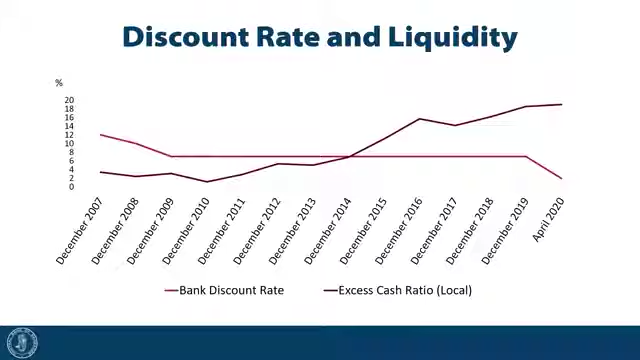 Discount Rate and Liquidity
%
20
18
16
14
12
10
8
6
4
2
0
December 2007
December 2008
December 2009
December 2010
December 2011
December 2012
December 2013
December 2014
December 2015
December 2016
December 2017
December 2018
December 2019
April 2020
Bank Discount Rate
Excess Cash Ratio (Local)